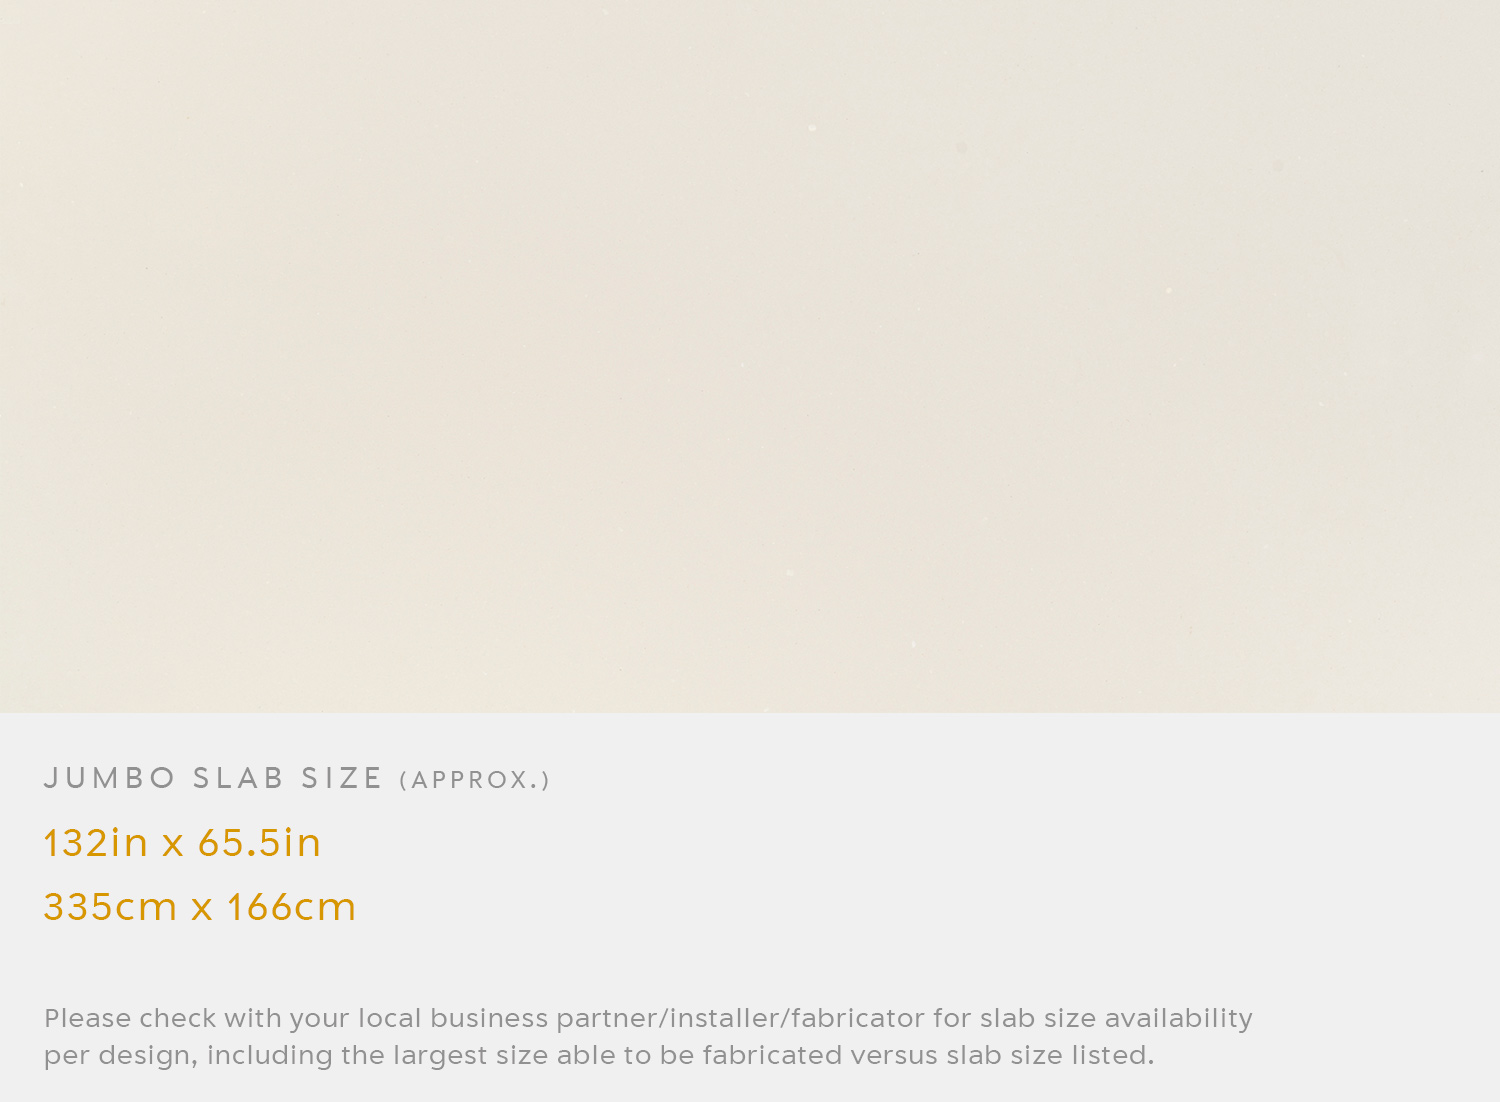 JUMBO SLAB SIZE (APPROX.)
132in x 65.5in
335cm x 166cm
Please check with your local business partner/installer/fabricator for slab size availability
per design, including the largest size able to be fabricated versus slab size listed.